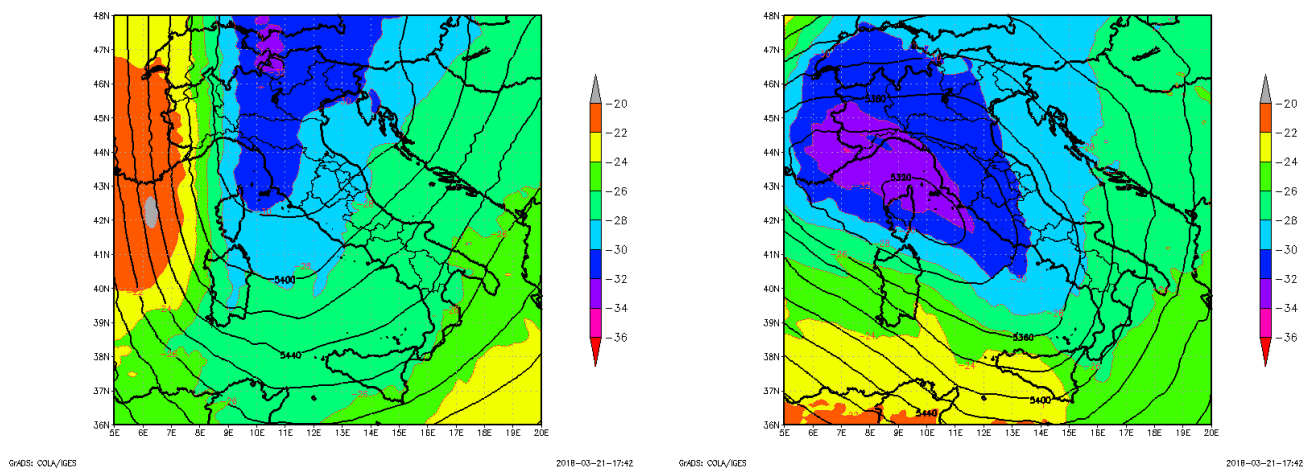 48N
47N
46N
45N
44N
43N
42N
41N
40N
39N
38N
37N
36N
5E 6E 7E 8E 9E 10E 11E 12E 13E 14E 15E 16E 17E 18E 19E 20E
5400
5440
-28
-26
-20
-22
-24
-26
-28
-30
-32
-34
-36
GrADS: COLA/IGES
2018-03-21-17:42
48N
47N
46N
45N
44N
43N
42N
41N
40N
39N
38N
37N
36N
5E 6E 7E 8E 9E 10E 11E 12E 13E 14E 15E 16E 17E 18E 19E 20E
5360
5320
5360
5400
5440
-24
-20
-22
-24
-26
-28
-30
-32
-34
-36
GrADS: COLA/IGES
2018-03-21-17:42